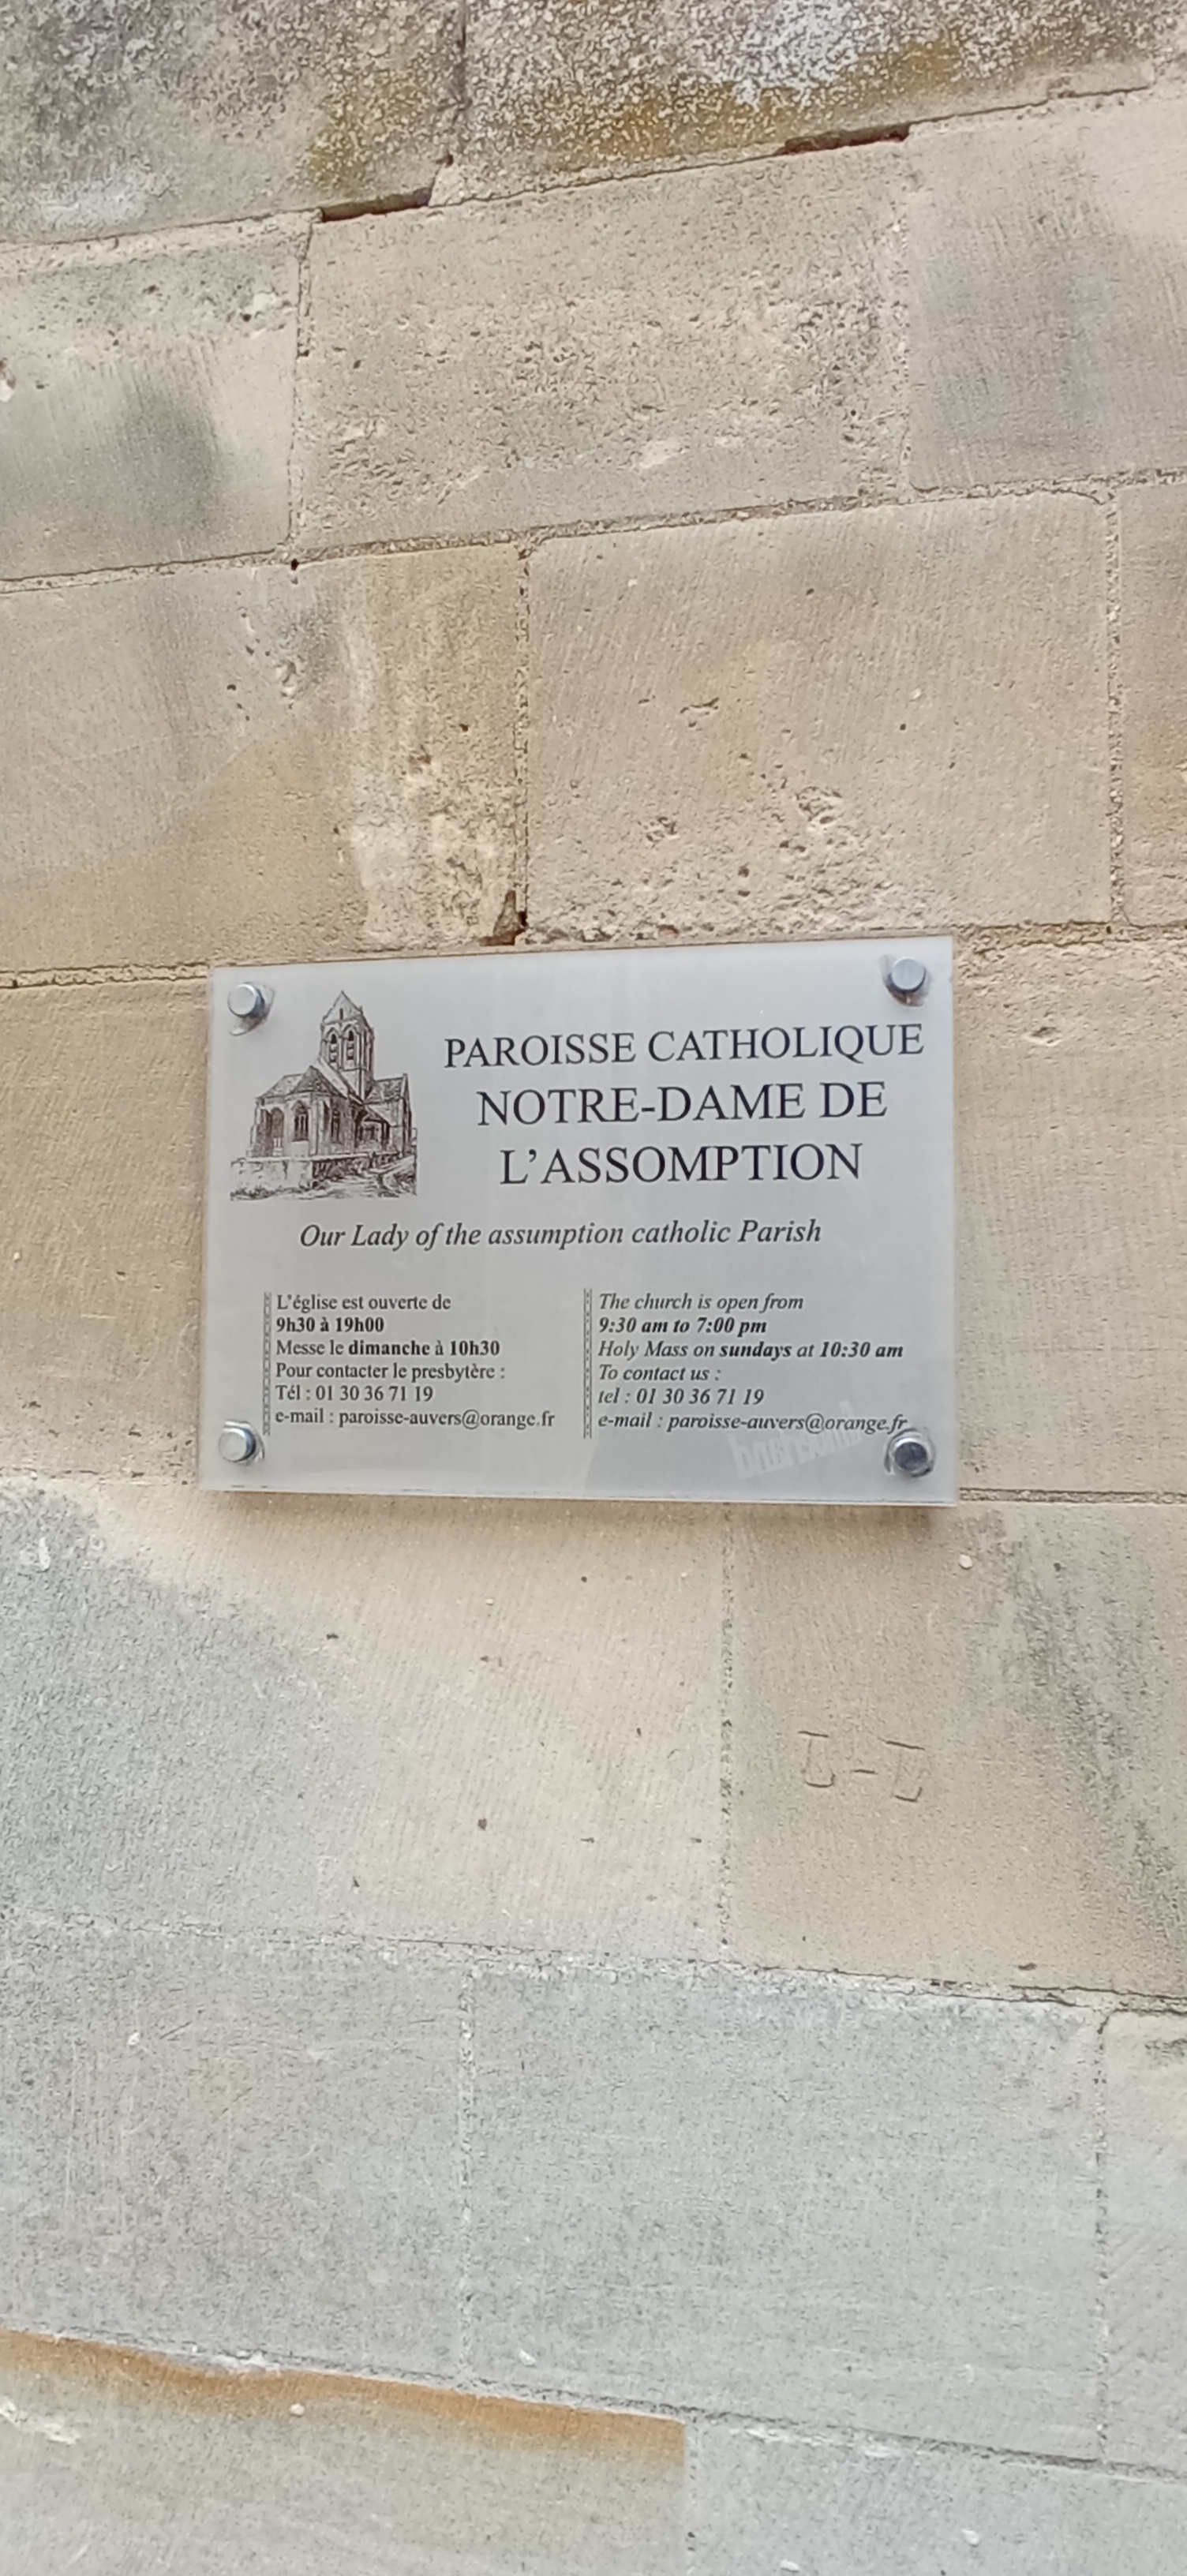 PAROISSE CATHOLIQUE
NOTRE-DAME DE
L'ASSOMPTION
Our Lady of the assumption catholic Parish
L'église est ouverte de
9h30 à 19h00
Messe le dimanche à 10h30
Pour contacter le presbytère :
Tél : 01 30 36 71 19
e-mail : paroisse-auvers@orange.fr
The church is open from
9:30 am to 7:00 pm
Holy Mass on sundays at 10:30 am
To contact us :
tel : 01 30 36 71 19
e-mail : paroisse-auvers@orange.fr